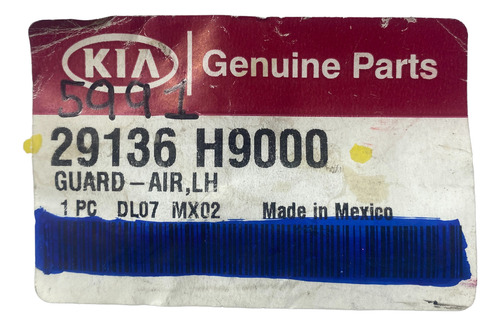 KIA Genuine Parts
5991
29136 H9000
GUARD-AIR,LH
1 PC DL07 MX02 Made in Mexico